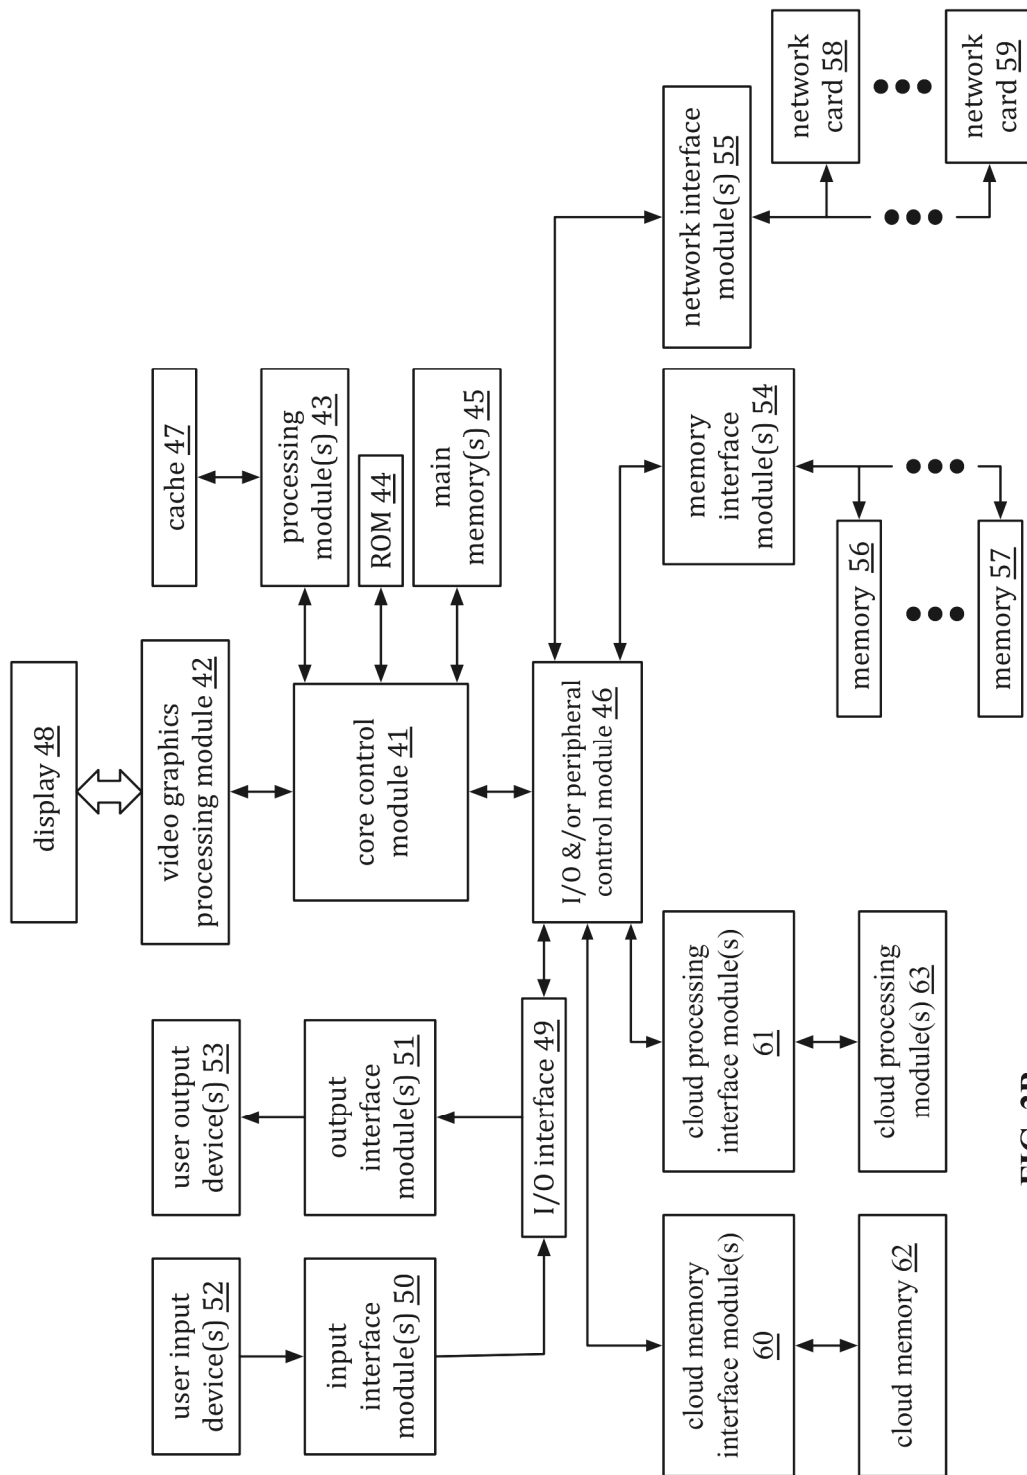 display 48
video graphics
processing module 42
core control
module 41
cache 47
processing
module(s) 43
ROM 44
main
memory(s) 45
user input
device(s) 52
input
interface
module(s) 50
user output
device(s) 53
output
interface
module(s) 51
I/O interface 49
I/O &/or peripheral
control module 46
cloud memory
interface module(s)
60
cloud memory 62
cloud processing
interface module(s)
61
cloud processing
module(s) 63
memory
interface
module(s) 54
memory 56
memory 57
network interface
module(s) 55
network
card 58
network
card 59